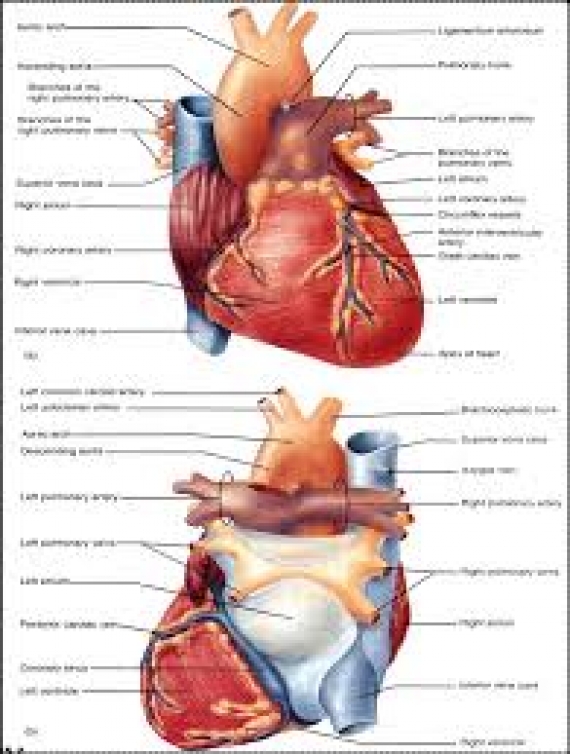 Aortic arch
Ascending aorta
Branches of the
right pulmonary artery
Branches of the
right pulmonary veins
Superior vena cava
Right atrium
Right coronary artery
Right ventricle
Inferior vena cava
(a)
Ligamentum arteriosum
Pulmonary trunk
Left pulmonary artery
Branches of the
pulmonary veins
Left atrium
Left coronary artery
Circumflex vessels
Anterior interventricular
artery
Great cardiac vein
Left ventricle
Apex of heart
Left common carotid artery
Left subclavian artery
Aortic arch
Descending aorta
Left pulmonary artery
Left pulmonary veins
Left atrium
Posterior cardiac vein
Coronary sinus
Left ventricle
(b)
Brachiocephalic trunk
Superior vena cava
Azygos vein
Right pulmonary artery
Right pulmonary veins
Right atrium
Inferior vena cava
Right ventricle